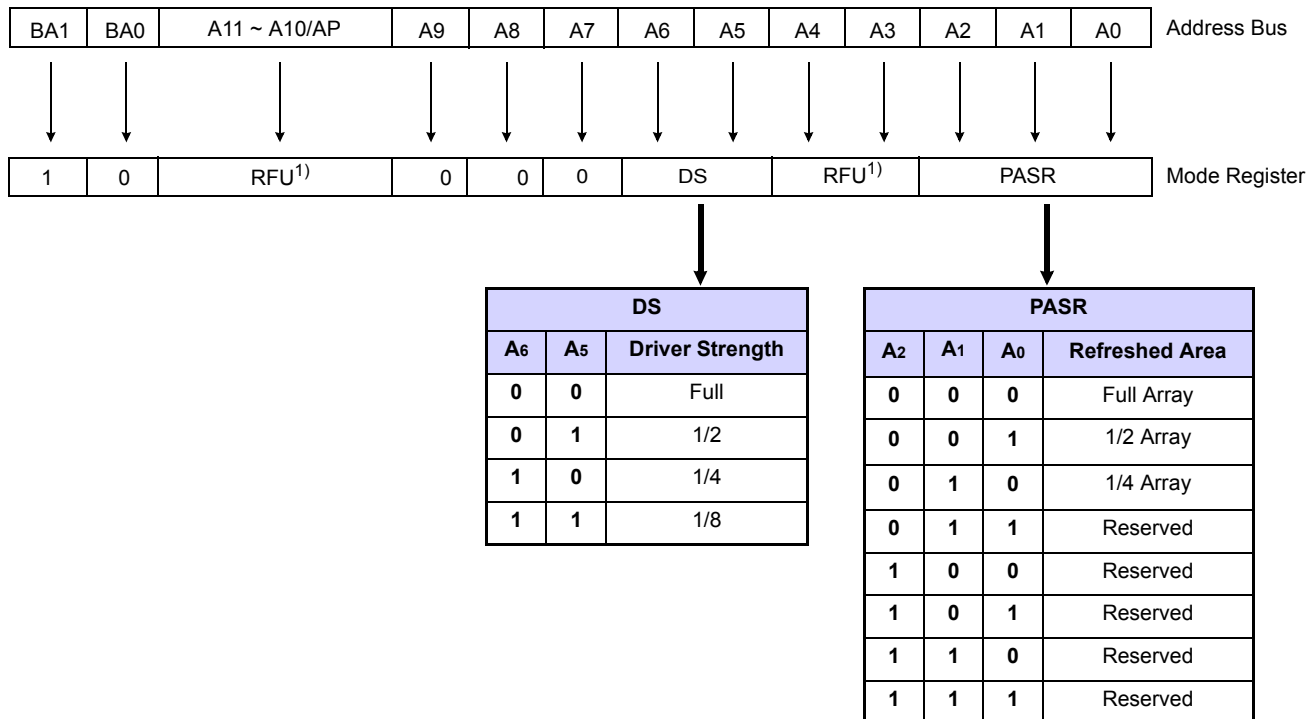 BA1 BA0 A11 ~ A10/AP A9 A8 A7 A6 A5 A4 A3 A2 A1 A0 Address Bus
1 0 RFU1) 0 0 0 DS RFU1) PASR Mode Register
DS
A6 A5 Driver Strength
0 0 Full
0 1 1/2
1 0 1/4
1 1 1/8
PASR
A2 A1 A0 Refreshed Area
0 0 0 Full Array
0 0 1 1/2 Array
0 1 0 1/4 Array
0 1 1 Reserved
1 0 0 Reserved
1 0 1 Reserved
1 1 0 Reserved
1 1 1 Reserved